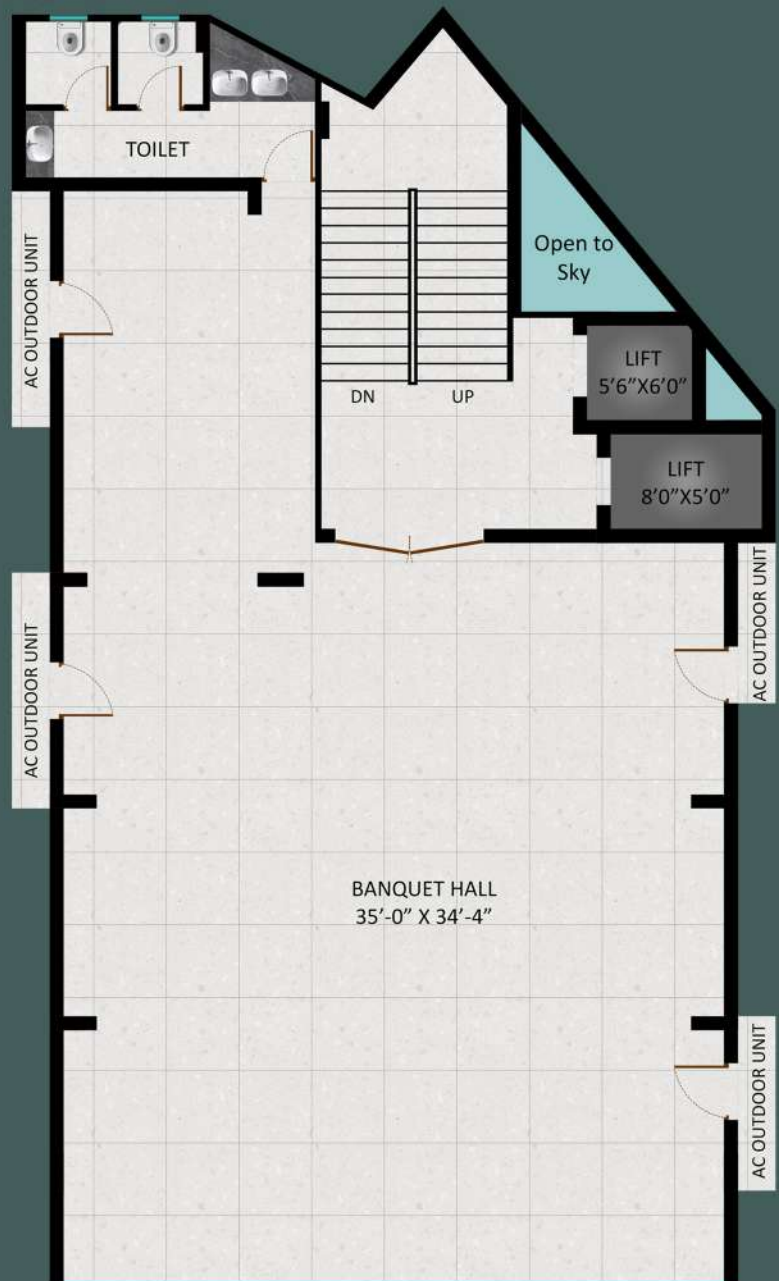 TOILET
AC OUTDOOR UNIT
Open to
Sky
LIFT
5’6”X6’0”
DN
UP
LIFT
8’0”X5’0”
AC OUTDOOR UNIT
AC OUTDOOR UNIT
BANQUET HALL
35’-0” X 34’-4”
AC OUTDOOR UNIT